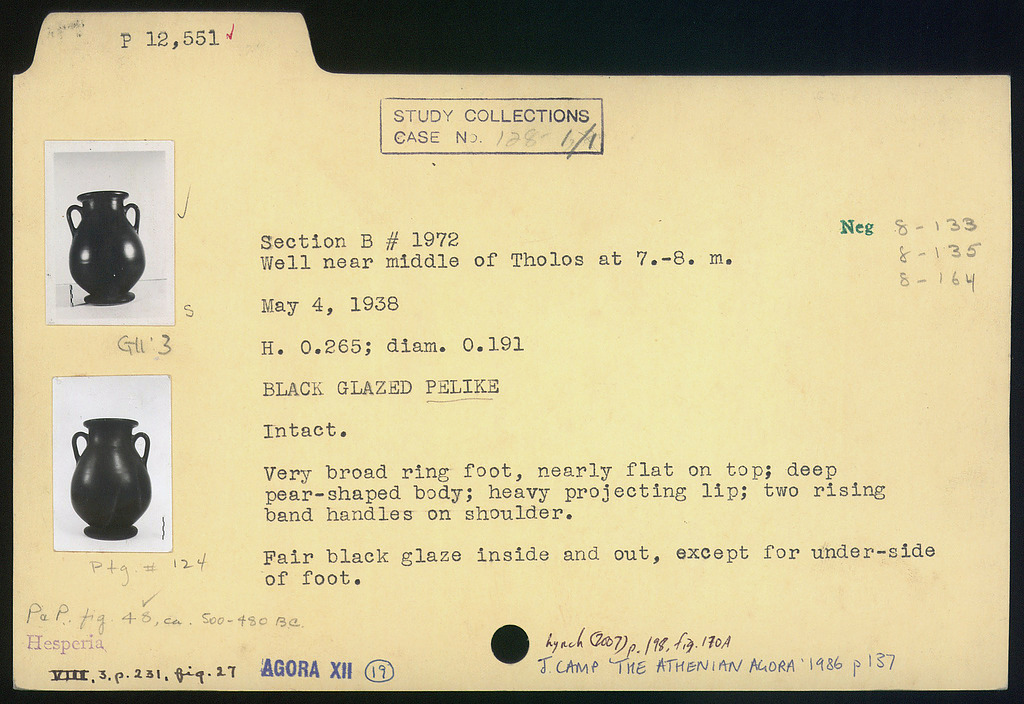 P 12,551 ✓
STUDY COLLECTIONS
CASE No. 128
Neg 8-133
8-135
8-164
Section B # 1972
Well near middle of Tholos at 7.-8. m.
May 4, 1938
S
GII 3
H. 0.265; diam. 0.191
BLACK GLAZED PELIKE
Intact.
Very broad ring foot, nearly flat on top; deep
pear-shaped body; heavy projecting lip; two rising
band handles on shoulder.
Fair black glaze inside and out, except for under-side
of foot.
Ptg. # 124
P&P. fig. 48, ca. 500-480 BC.
Hesperia
VIII, 3, p. 231, fig. 27
AGORA XII 19
Lynch (2007) p. 198, fig. 170A
J. CAMP 'THE ATHENIAN AGORA' 1986 p 137